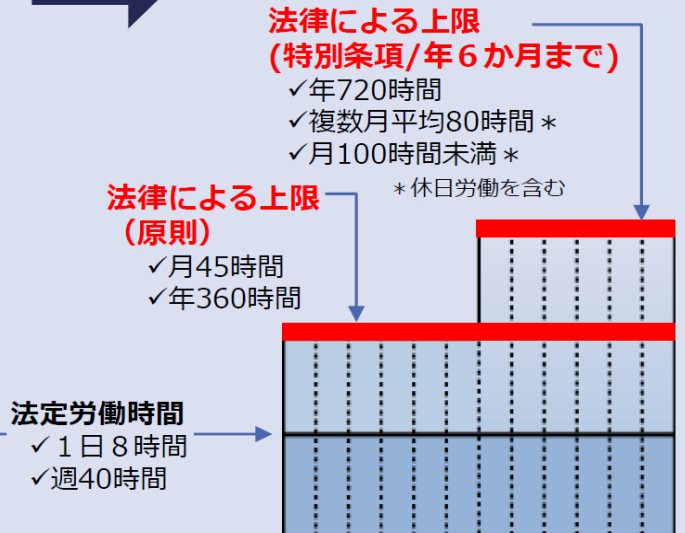 法律による上限
(特別条項/年６か月まで)
✓年720時間
✓複数月平均80時間＊
✓月100時間未満＊
＊休日労働を含む
法律による上限
（原則）
✓月45時間
✓年360時間
法定労働時間
✓１日８時間
✓週40時間